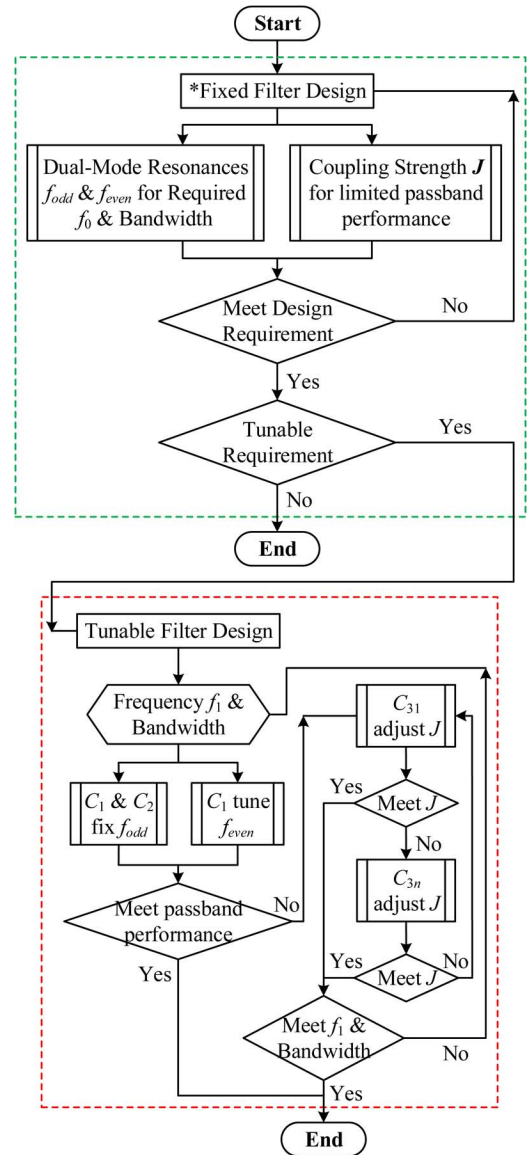 Start
*Fixed Filter Design
Dual-Mode Resonances
f_odd & f_even for Required
f_0 & Bandwidth
Coupling Strength J
for limited passband
performance
Meet Design
Requirement
No
Yes
Tunable
Requirement
Yes
No
End
Tunable Filter Design
Frequency f_1 &
Bandwidth
C_31
adjust J
C_1 & C_2
fix f_odd
C_1 tune
f_even
Yes
Meet J
No
C_3n
adjust J
Meet passband
performance
No
Yes
Meet J
No
Yes
Meet f_1 &
Bandwidth
No
Yes
End